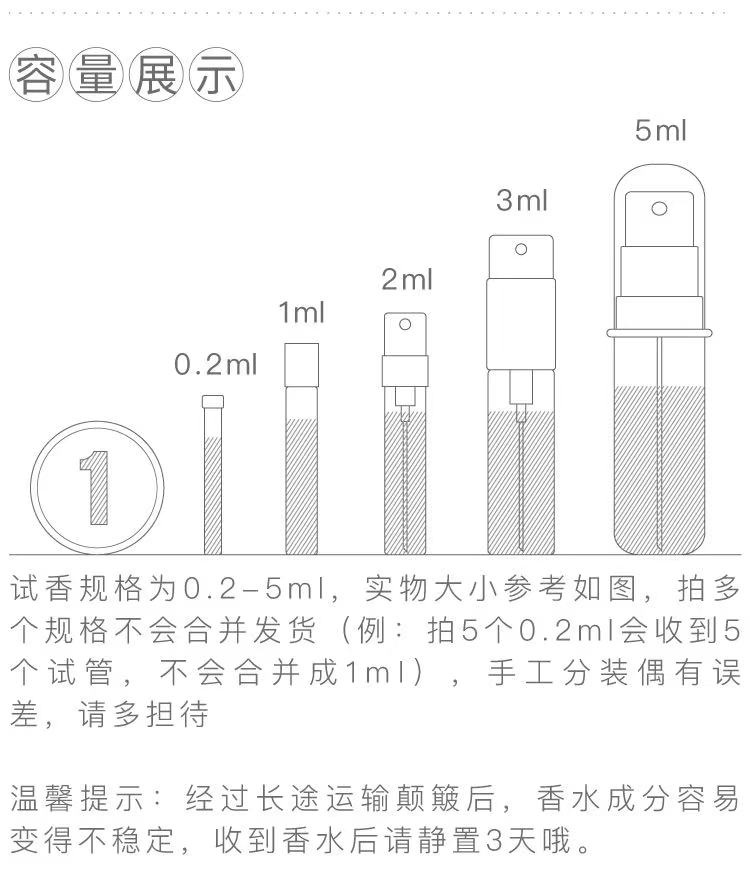 容量展示
5ml
3ml
2ml
1ml
0.2ml
1
试香规格为0.2-5ml，实物大小参考如图，拍多
个规格不会合并发货（例：拍5个0.2ml会收到5
个试管，不会合并成1ml），手工分装偶有误
差，请多担待
温馨提示：经过长途运输颠簸后，香水成分容易
变得不稳定，收到香水后请静置3天哦。